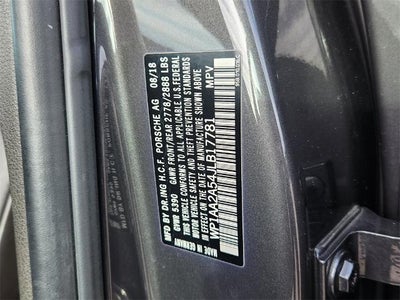 MFD BY DR.ING H.C.F. PORSCHE AG 08/18
GVWR 5390 GAWR FRONT/REAR 2778/2888 LBS
THIS VEHICLE CONFORMS TO ALL APPLICABLE U.S. FEDERAL
MOTOR VEHICLE SAFETY AND THEFT PREVENTION STANDARDS
IN EFFECT ON THE DATE OF MANUFACTURE SHOWN ABOVE
WP1AA2A54JLB17781 MPV
MADE IN GERMANY